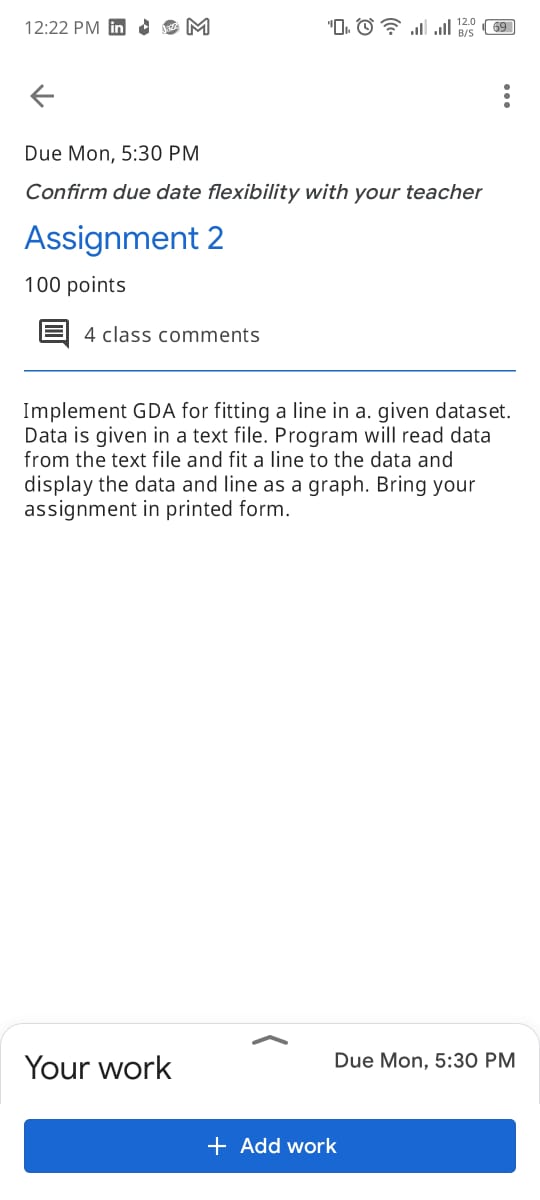 12:22 PM
12.0
B/S
69
Due Mon, 5:30 PM
Confirm due date flexibility with your teacher
Assignment 2
100 points
4 class comments
Implement GDA for fitting a line in a. given dataset.
Data is given in a text file. Program will read data
from the text file and fit a line to the data and
display the data and line as a graph. Bring your
assignment in printed form.
Your work
Due Mon, 5:30 PM
+ Add work